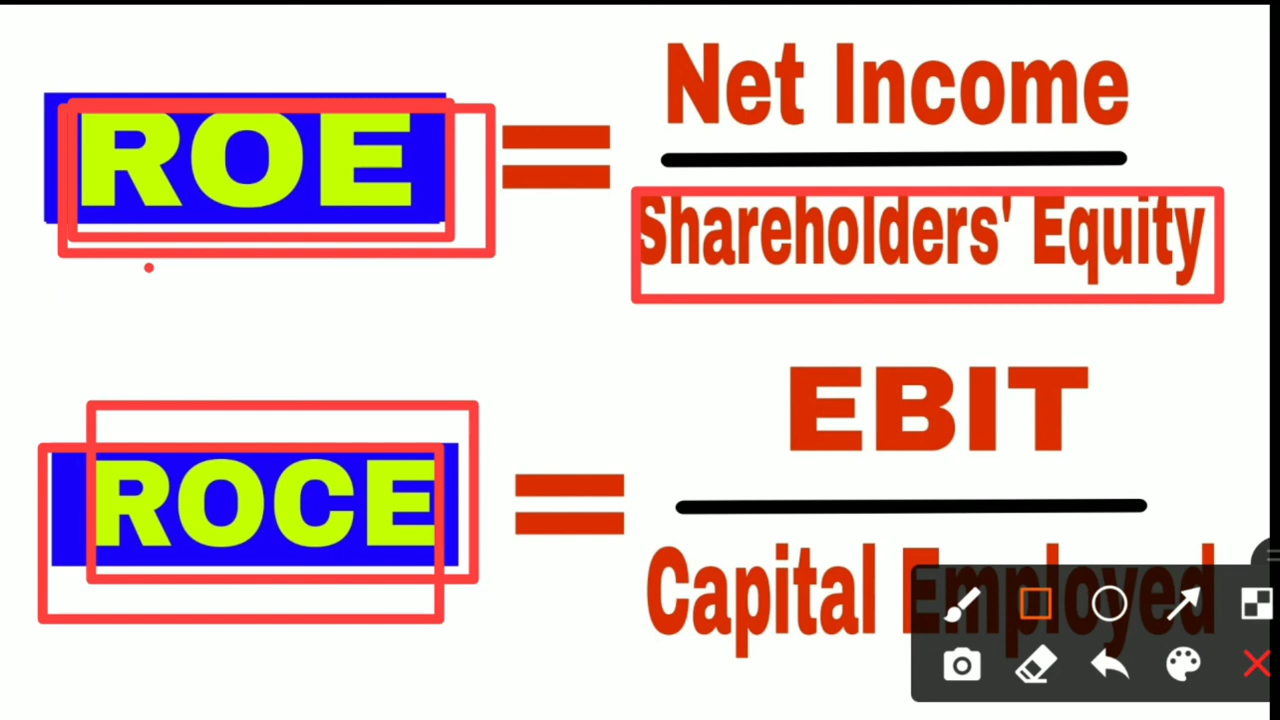 ROE = Net Income
Shareholders' Equity
ROCE = EBIT
Capital Employed